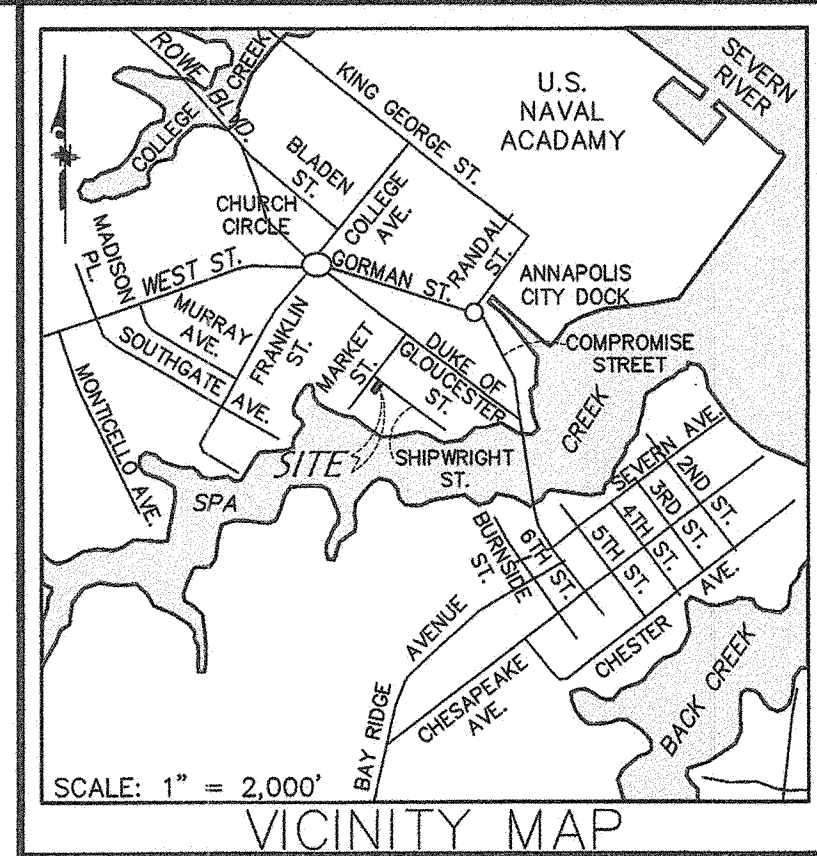 SEVERN
RIVER
U.S.
NAVAL
ACADAMY
ROWE BLVD.
COLLEGE CREEK
KING GEORGE ST.
BLADEN
ST.
COLLEGE
AVE.
CHURCH
CIRCLE
RANDAL
ST.
GORMAN ST.
ANNAPOLIS
CITY DOCK
MADISON
PL.
WEST ST.
MURRAY
AVE.
SOUTHGATE AVE.
FRANKLIN
ST.
MARKET
ST.
DUKE OF
GLOUCESTER
ST.
COMPROMISE
STREET
MONTICELLO
AVE.
SITE
SHIPWRIGHT
ST.
SPA
CREEK
SEVERN AVE.
2ND ST.
3RD ST.
4TH ST.
5TH ST.
6TH ST.
BURNSIDE
ST.
CHESTER AVE.
BAY RIDGE AVENUE
CHESAPEAKE
AVE.
BACK CREEK
SCALE: 1" = 2,000'
VICINITY MAP